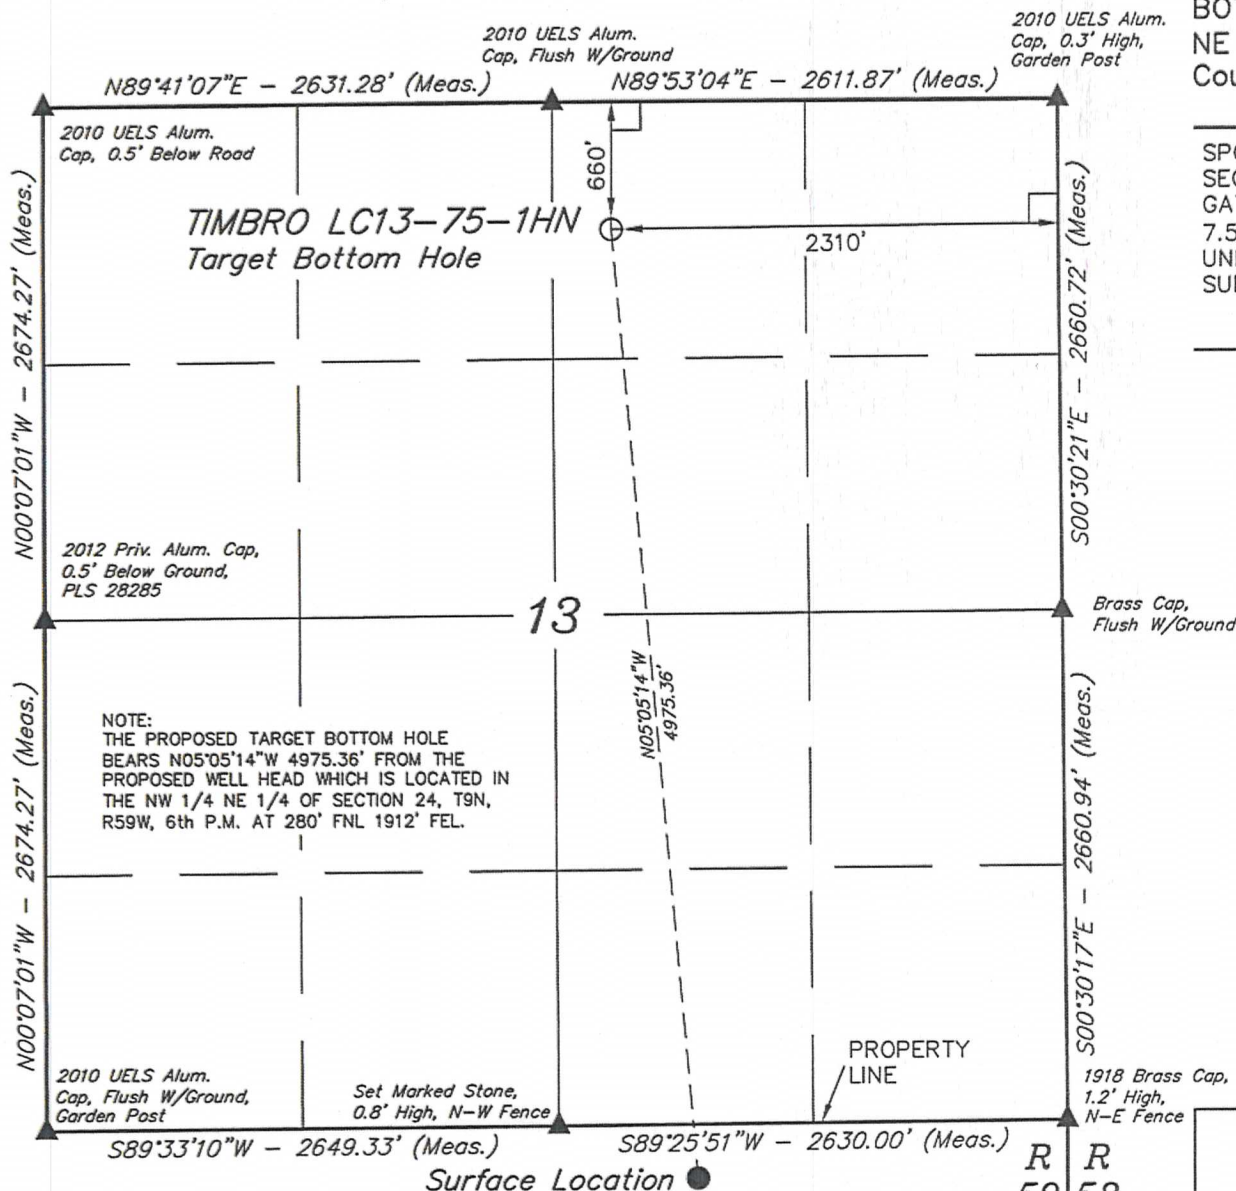 2010 UELS Alum.
Cap, Flush W/Ground
2010 UELS Alum.
Cap, 0.3' High,
Garden Post
NE
N89°41'07"E - 2631.28' (Meas.)
N89°53'04"E - 2611.87' (Meas.)
2010 UELS Alum.
Cap, 0.5' Below Road
660'
TIMBRO LC13-75-1HN
Target Bottom Hole
2310'
7.5
N00°07'01"W - 2674.27' (Meas.)
S00°30'21"E - 2660.72' (Meas.)
2012 Priv. Alum. Cap,
0.5' Below Ground,
PLS 28285
13
Brass Cap,
Flush W/Ground
N05°05'14"W
4975.36'
NOTE:
THE PROPOSED TARGET BOTTOM HOLE
BEARS N05°05'14"W 4975.36' FROM THE
PROPOSED WELL HEAD WHICH IS LOCATED IN
THE NW 1/4 NE 1/4 OF SECTION 24, T9N,
R59W, 6th P.M. AT 280' FNL 1912' FEL.
N00°07'01"W - 2674.27' (Meas.)
S00°30'17"E - 2660.94' (Meas.)
PROPERTY
LINE
2010 UELS Alum.
Cap, Flush W/Ground,
Garden Post
Set Marked Stone,
0.8' High, N-W Fence
1918 Brass Cap,
1.2' High,
N-E Fence
S89°33'10"W - 2649.33' (Meas.)
S89°25'51"W - 2630.00' (Meas.)
R R
Surface Location